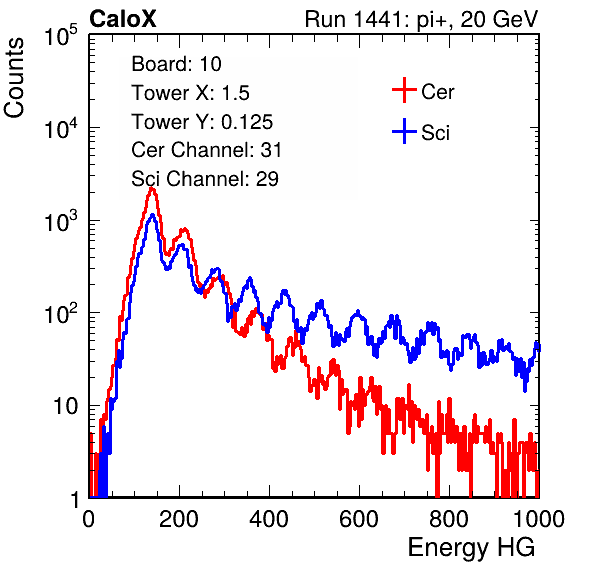 CaloX Run 1441: pi+, 20 GeV
Board: 10
Tower X: 1.5
Tower Y: 0.125
Cer Channel: 31
Sci Channel: 29
Cer
Sci
Counts
10^5
10^4
10^3
10^2
10
1
0 200 400 600 800 1000
Energy HG